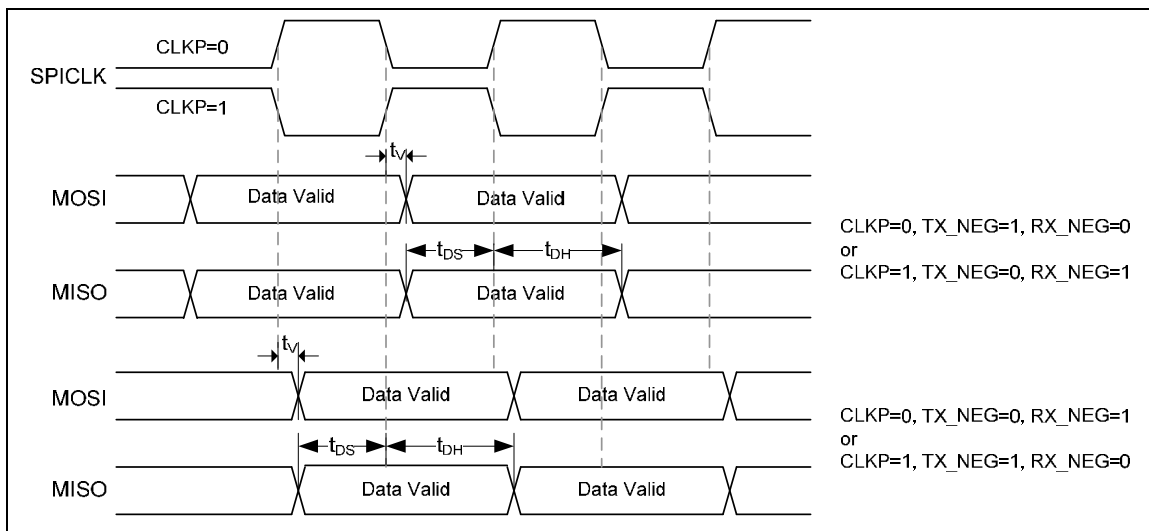 CLKP=0
SPICLK
CLKP=1
tV
MOSI
Data Valid
Data Valid
CLKP=0, TX_NEG=1, RX_NEG=0
or
CLKP=1, TX_NEG=0, RX_NEG=1
tDS
tDH
MISO
Data Valid
Data Valid
tV
MOSI
Data Valid
Data Valid
CLKP=0, TX_NEG=0, RX_NEG=1
or
CLKP=1, TX_NEG=1, RX_NEG=0
tDS
tDH
MISO
Data Valid
Data Valid